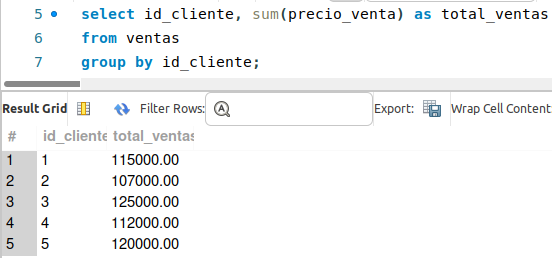 5 select id_cliente, sum(precio_venta) as total_ventas
6 from ventas
7 group by id_cliente;
Result Grid Filter Rows: Export: Wrap Cell Content:
# id_cliente total_ventas
1 1 115000.00
2 2 107000.00
3 3 125000.00
4 4 112000.00
5 5 120000.00